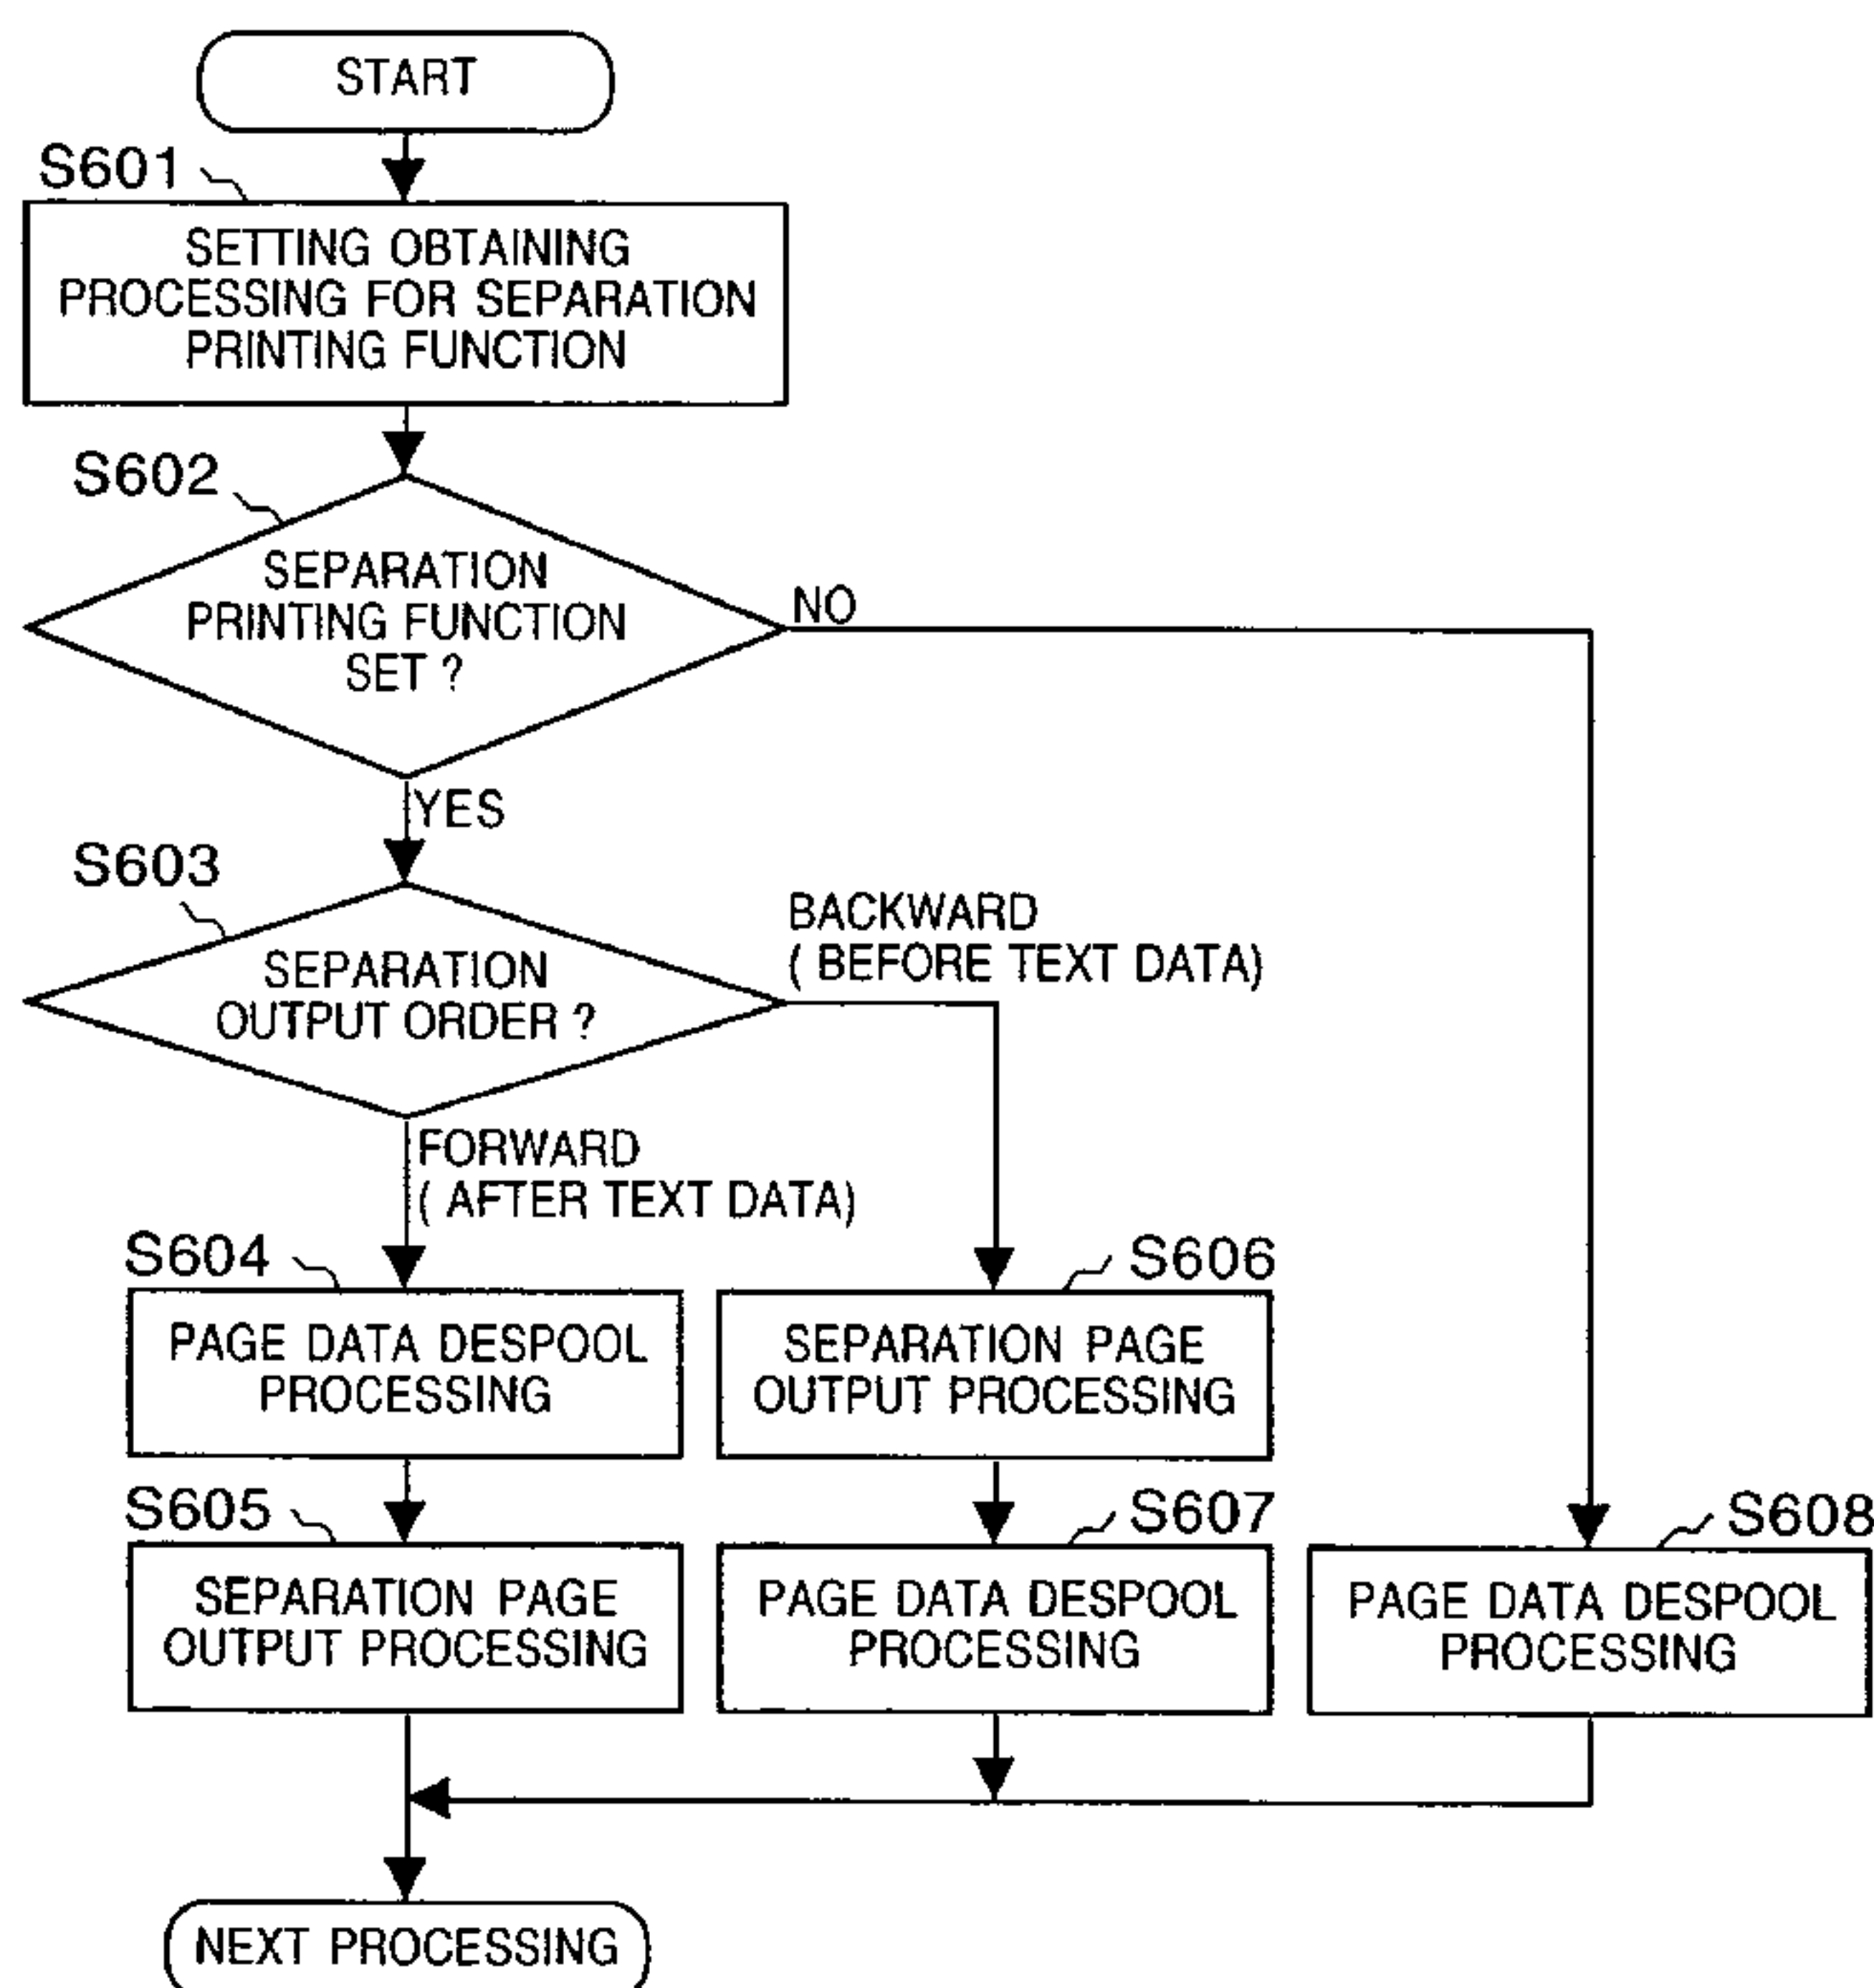 START
S601
SETTING OBTAINING
PROCESSING FOR SEPARATION
PRINTING FUNCTION
S602
SEPARATION
PRINTING FUNCTION
SET ?
NO
YES
S603
SEPARATION
OUTPUT ORDER ?
BACKWARD
( BEFORE TEXT DATA)
FORWARD
( AFTER TEXT DATA)
S604
PAGE DATA DESPOOL
PROCESSING
S606
SEPARATION PAGE
OUTPUT PROCESSING
S605
SEPARATION PAGE
OUTPUT PROCESSING
S607
PAGE DATA DESPOOL
PROCESSING
S608
PAGE DATA DESPOOL
PROCESSING
NEXT PROCESSING